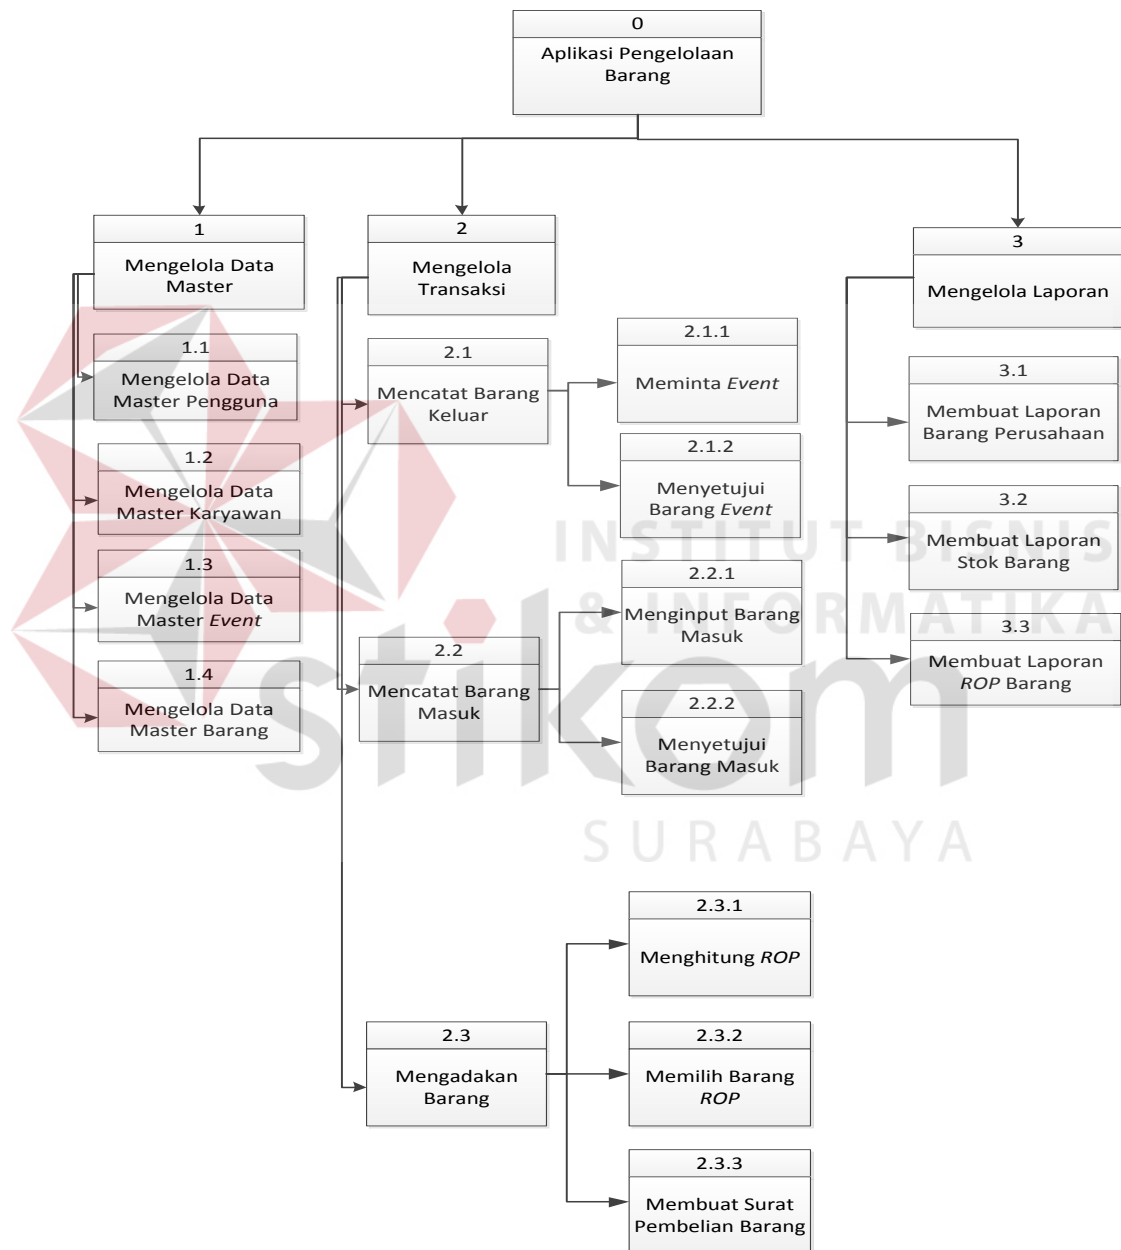 0
Aplikasi Pengelolaan
Barang
1
Mengelola Data
Master
1.1
Mengelola Data
Master Pengguna
1.2
Mengelola Data
Master Karyawan
1.3
Mengelola Data
Master Event
1.4
Mengelola Data
Master Barang
2
Mengelola
Transaksi
2.1
Mencatat Barang
Keluar
2.1.1
Meminta Event
2.1.2
Menyetujui
Barang Event
2.2
Mencatat Barang
Masuk
2.2.1
Menginput Barang
Masuk
2.2.2
Menyetujui
Barang Masuk
2.3
Mengadakan
Barang
2.3.1
Menghitung ROP
2.3.2
Memilih Barang
ROP
2.3.3
Membuat Surat
Pembelian Barang
3
Mengelola Laporan
3.1
Membuat Laporan
Barang Perusahaan
3.2
Membuat Laporan
Stok Barang
3.3
Membuat Laporan
ROP Barang
INSTITUT BISNIS
& INFORMATIKA
stikom
SURABAYA